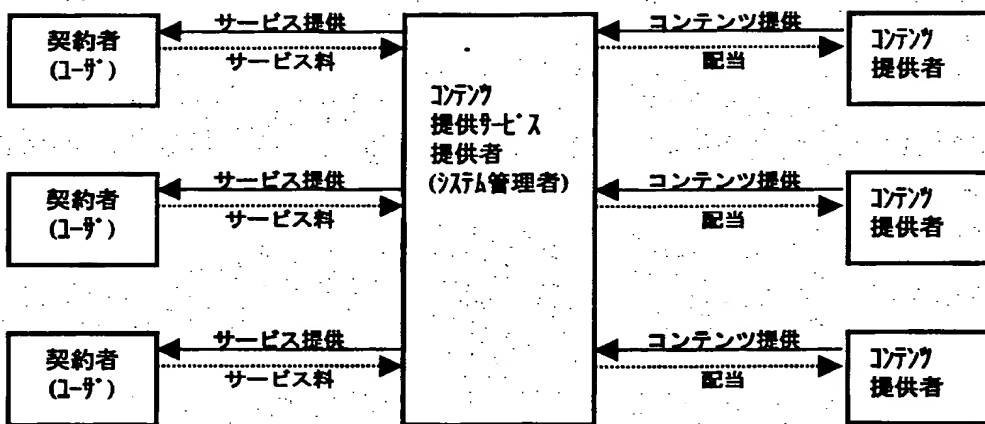 契約者
(ﾕｰｻﾞ)
サービス提供
サービス料
コンテンツ提供
配当
ｺﾝﾃﾝﾂ
提供者
ｺﾝﾃﾝﾂ
提供ｻｰﾋﾞｽ
提供者
(ｼｽﾃﾑ管理者)
契約者
(ﾕｰｻﾞ)
サービス提供
サービス料
コンテンツ提供
配当
ｺﾝﾃﾝﾂ
提供者
契約者
(ﾕｰｻﾞ)
サービス提供
サービス料
コンテンツ提供
配当
ｺﾝﾃﾝﾂ
提供者